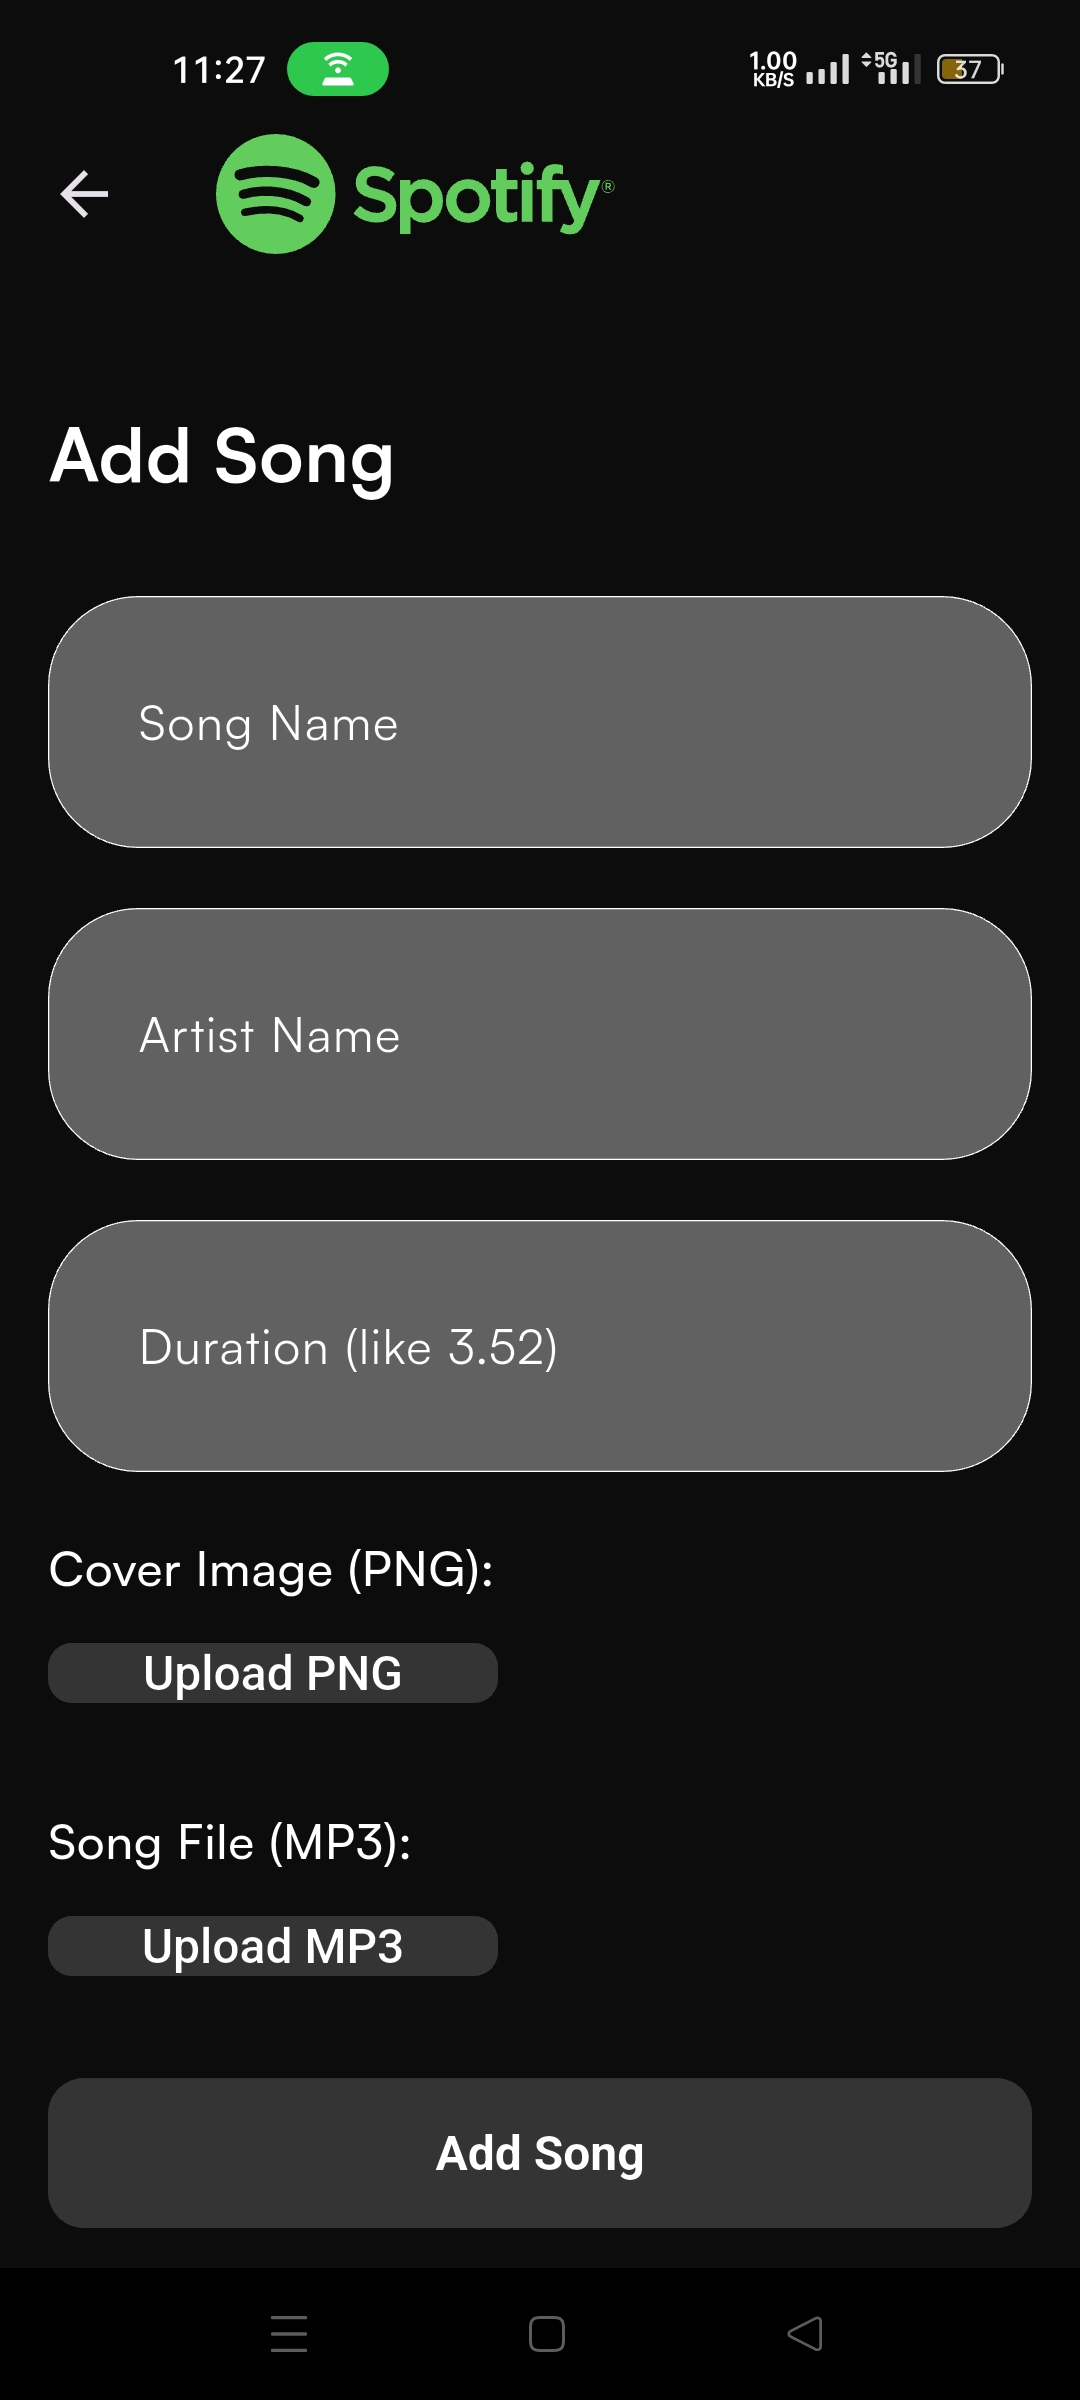 11:27
1.00
KB/S
5G
37
Spotify®
Add Song
Song Name
Artist Name
Duration (like 3.52)
Cover Image (PNG):
Upload PNG
Song File (MP3):
Upload MP3
Add Song